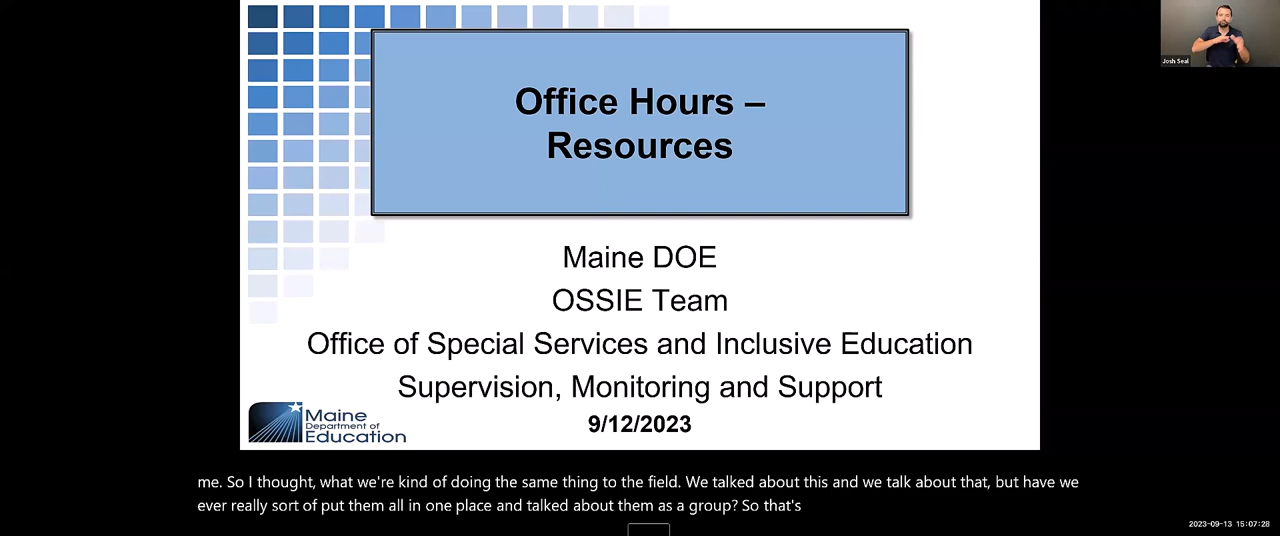 Office Hours –
Resources
Josh Seal
Maine DOE
OSSIE Team
Office of Special Services and Inclusive Education
Supervision, Monitoring and Support
9/12/2023
Maine
Department of
Education
me. So I thought, what we're kind of doing the same thing to the field. We talked about this and we talk about that, but have we
ever really sort of put them all in one place and talked about them as a group? So that's
2023-09-13 15:07:28